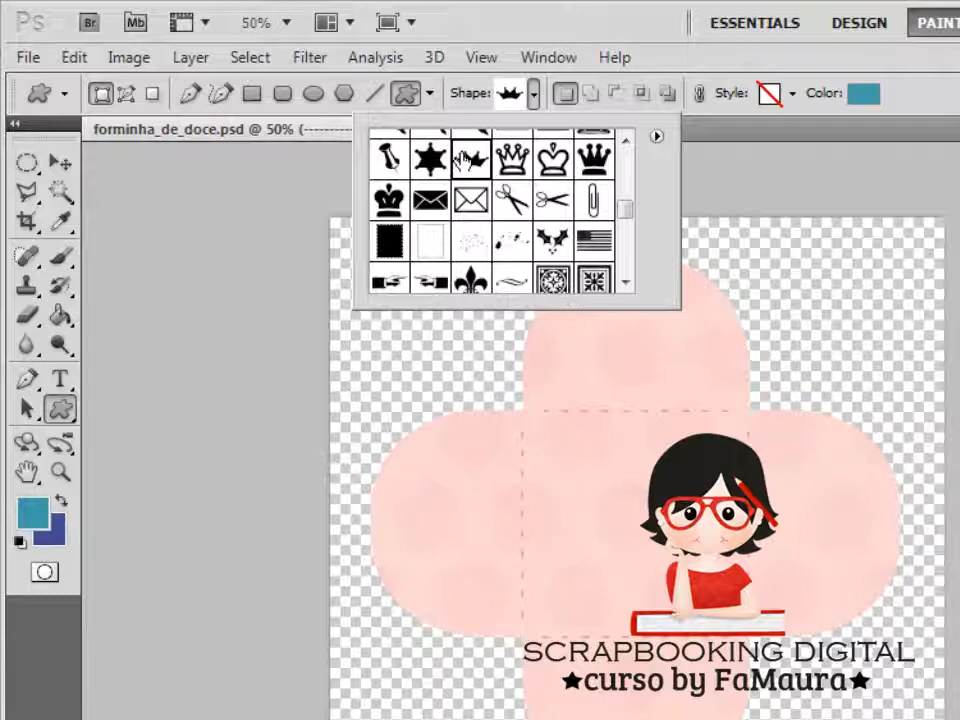 Ps Br Mb 50% ESSENTIALS DESIGN PAINT
File Edit Image Layer Select Filter Analysis 3D View Window Help
Shape: Style: Color:
forminha_de_doce.psd @ 50% (
T
SCRAPBOOKING DIGITAL
curso by FaMaura